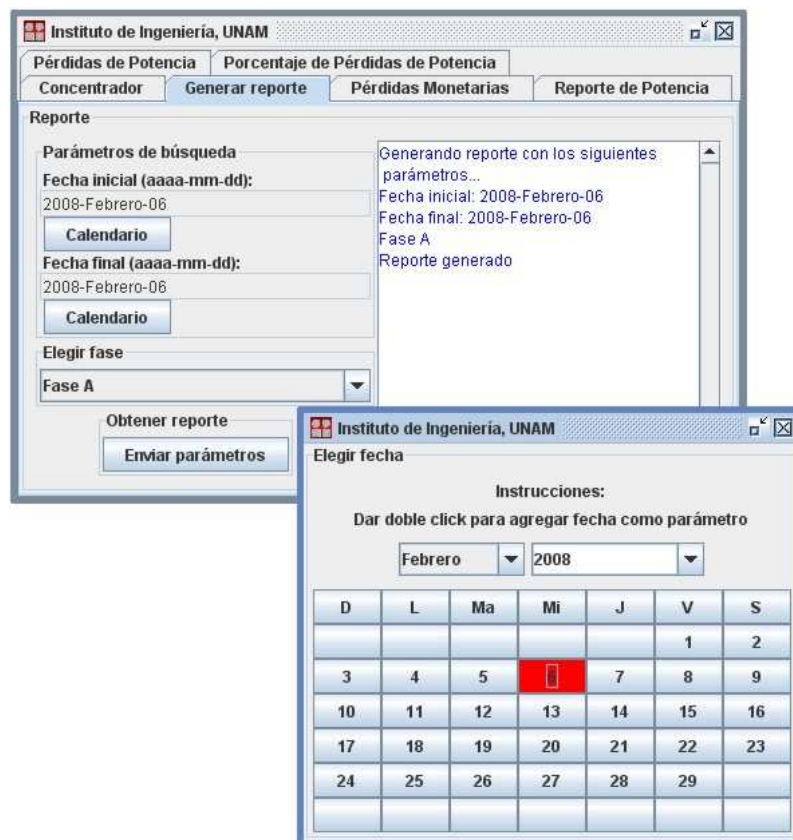 Instituto de Ingeniería, UNAM
Pérdidas de Potencia Porcentaje de Pérdidas de Potencia
Concentrador Generar reporte Pérdidas Monetarias Reporte de Potencia
Reporte
Parámetros de búsqueda
Fecha inicial (aaaa-mm-dd):
2008-Febrero-06
Calendario
Fecha final (aaaa-mm-dd):
2008-Febrero-06
Calendario
Elegir fase
Fase A
Obtener reporte
Enviar parámetros
Generando reporte con los siguientes
parámetros...
Fecha inicial: 2008-Febrero-06
Fecha final: 2008-Febrero-06
Fase A
Reporte generado
Instituto de Ingeniería, UNAM
Elegir fecha
Instrucciones:
Dar doble click para agregar fecha como parámetro
Febrero 2008
D L Ma Mi J V S
1 2
3 4 5 6 7 8 9
10 11 12 13 14 15 16
17 18 19 20 21 22 23
24 25 26 27 28 29